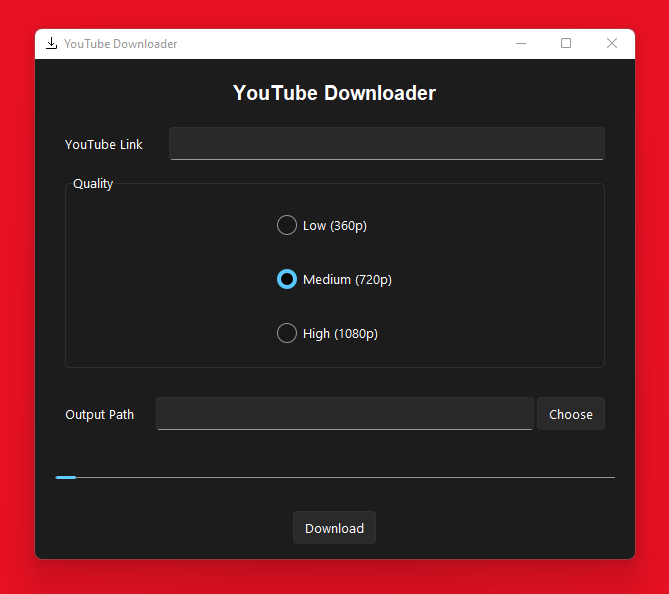 YouTube Downloader
YouTube Downloader
YouTube Link
Quality
Low (360p)
Medium (720p)
High (1080p)
Output Path
Choose
Download